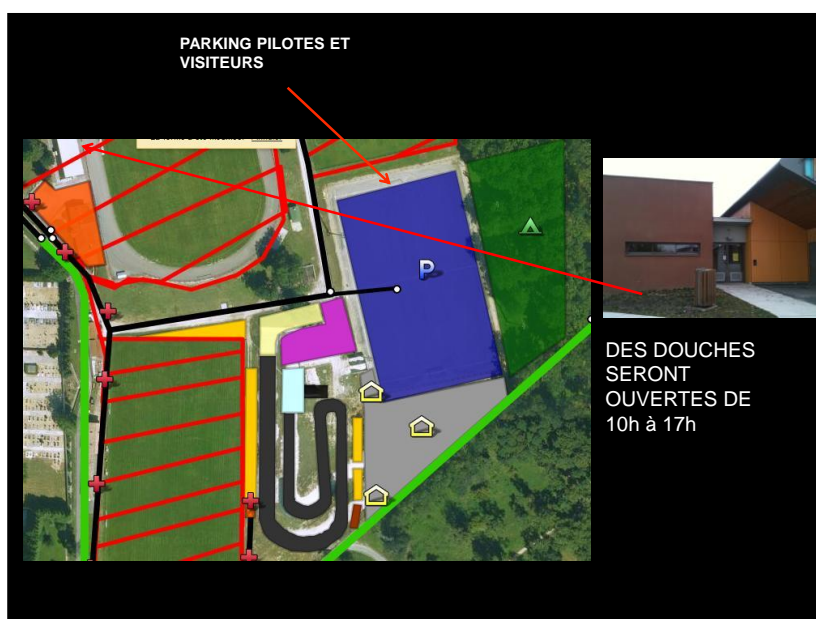 PARKING PILOTES ET
VISITEURS
P
DES DOUCHES
SERONT
OUVERTES DE
10h à 17h